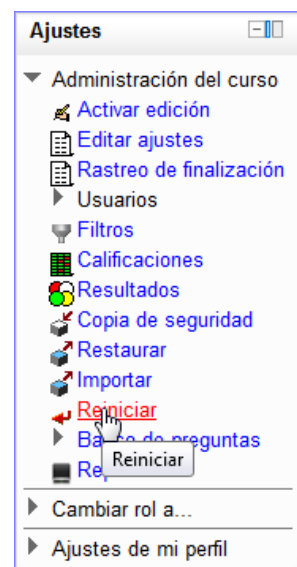 Ajustes
Administración del curso
Activar edición
Editar ajustes
Rastreo de finalización
Usuarios
Filtros
Calificaciones
Resultados
Copia de seguridad
Restaurar
Importar
Reiniciar
de preguntas
Reiniciar
Cambiar rol a...
Ajustes de mi perfil